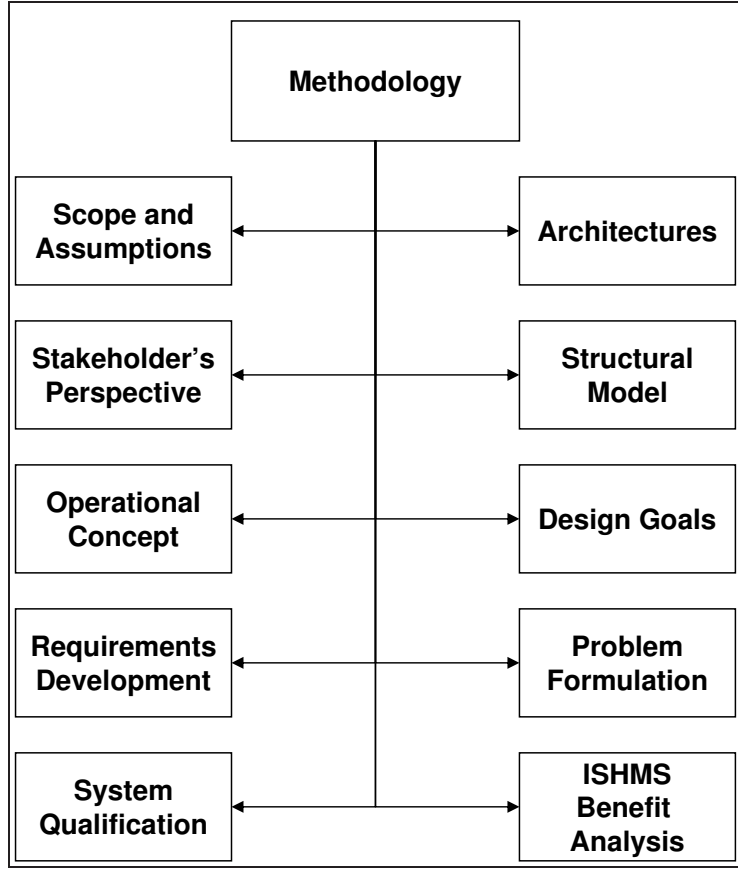 Methodology
Scope and
Assumptions
Architectures
Stakeholder’s
Perspective
Structural
Model
Operational
Concept
Design Goals
Requirements
Development
Problem
Formulation
System
Qualification
ISHMS
Benefit
Analysis